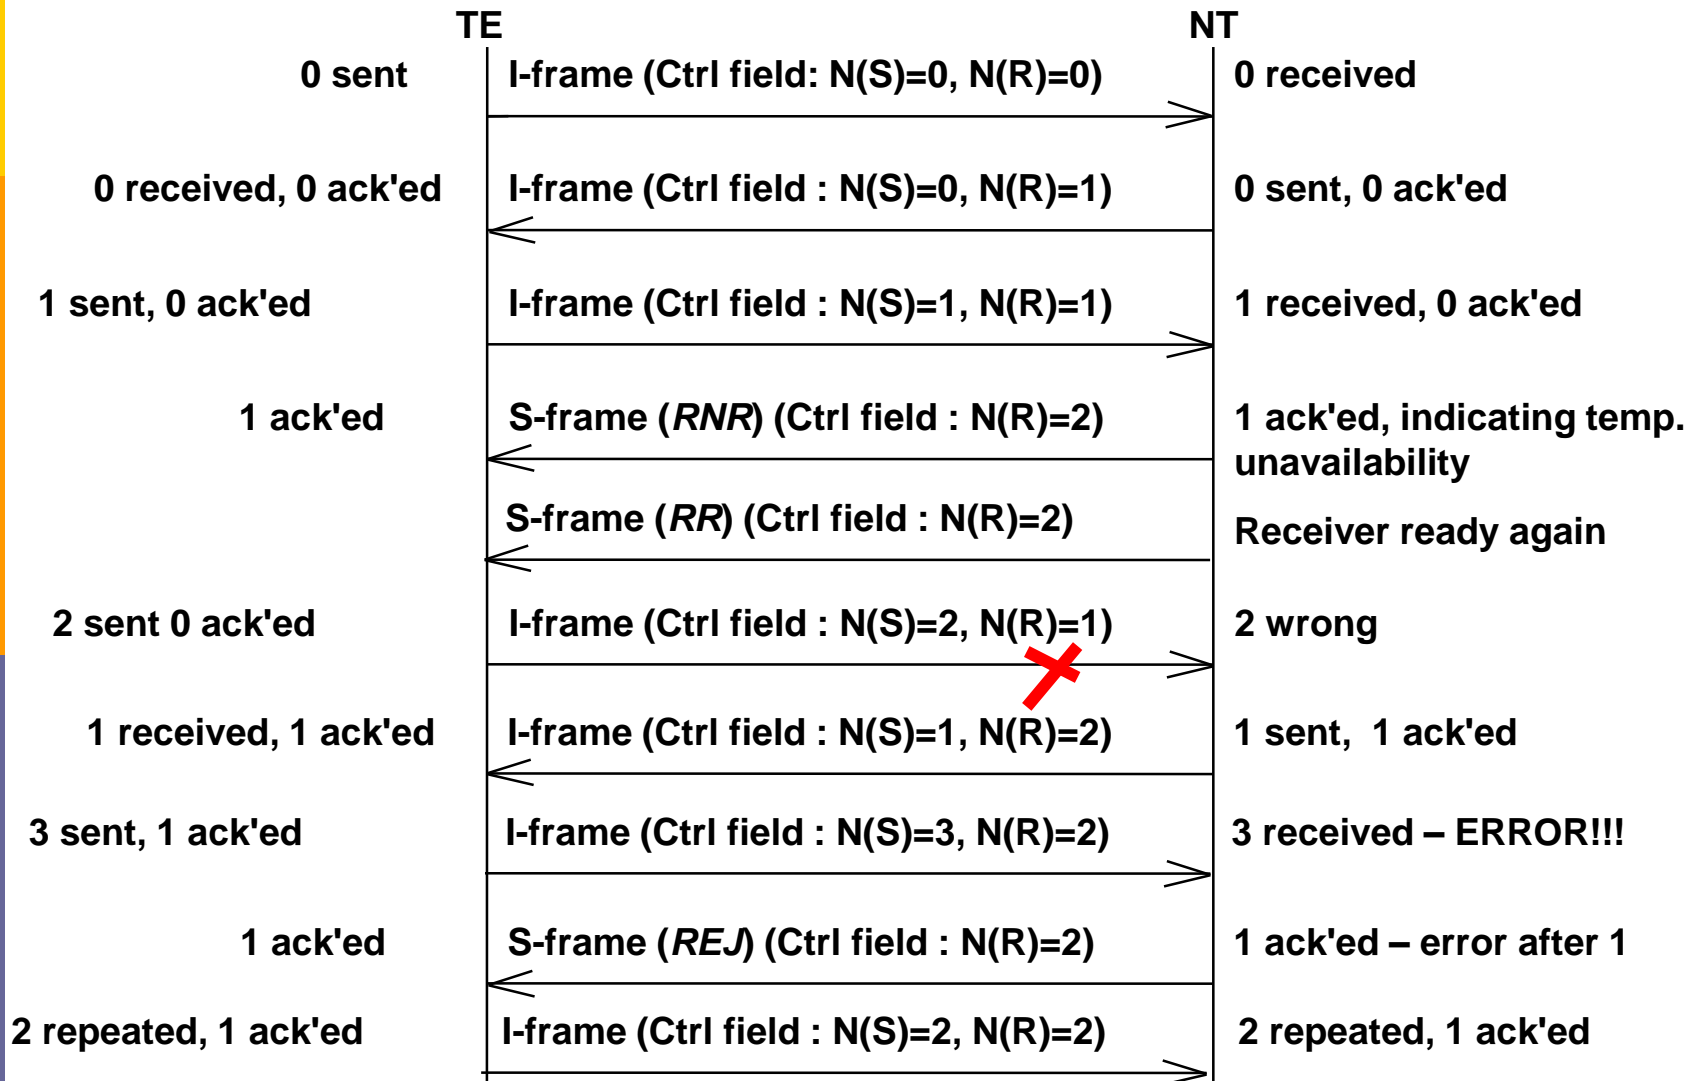 TE NT
0 sent I-frame (Ctrl field: N(S)=0, N(R)=0) 0 received
0 received, 0 ack'ed I-frame (Ctrl field : N(S)=0, N(R)=1) 0 sent, 0 ack'ed
1 sent, 0 ack'ed I-frame (Ctrl field : N(S)=1, N(R)=1) 1 received, 0 ack'ed
1 ack'ed S-frame (RNR) (Ctrl field : N(R)=2) 1 ack'ed, indicating temp.
unavailability
S-frame (RR) (Ctrl field : N(R)=2) Receiver ready again
2 sent 0 ack'ed I-frame (Ctrl field : N(S)=2, N(R)=1) 2 wrong
1 received, 1 ack'ed I-frame (Ctrl field : N(S)=1, N(R)=2) 1 sent, 1 ack'ed
3 sent, 1 ack'ed I-frame (Ctrl field : N(S)=3, N(R)=2) 3 received – ERROR!!!
1 ack'ed S-frame (REJ) (Ctrl field : N(R)=2) 1 ack'ed – error after 1
2 repeated, 1 ack'ed I-frame (Ctrl field : N(S)=2, N(R)=2) 2 repeated, 1 ack'ed